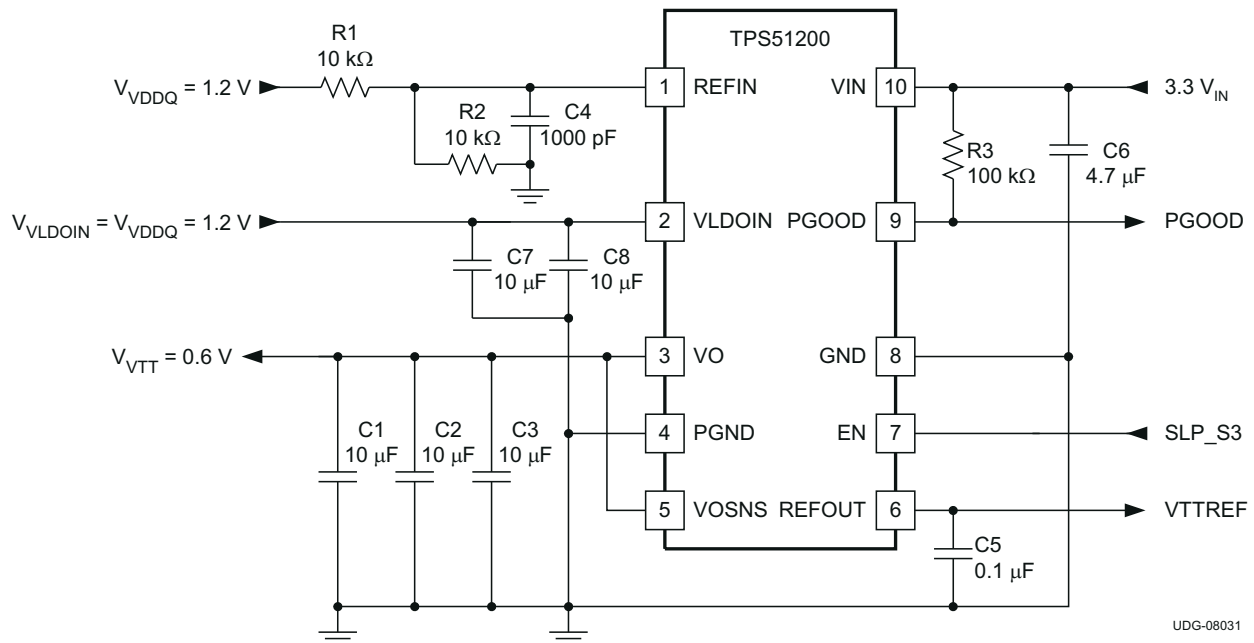 TPS51200
R1
10 kΩ
V_VDDQ = 1.2 V
1
REFIN
VIN
10
3.3 V_IN
R2
10 kΩ
C4
1000 pF
R3
100 kΩ
C6
4.7 μF
V_VLDOIN = V_VDDQ = 1.2 V
2
VLDOIN
PGOOD
9
PGOOD
C7
10 μF
C8
10 μF
V_VTT = 0.6 V
3
VO
GND
8
C1
10 μF
C2
10 μF
C3
10 μF
4
PGND
EN
7
SLP_S3
5
VOSNS
REFOUT
6
VTTREF
C5
0.1 μF
UDG-08031